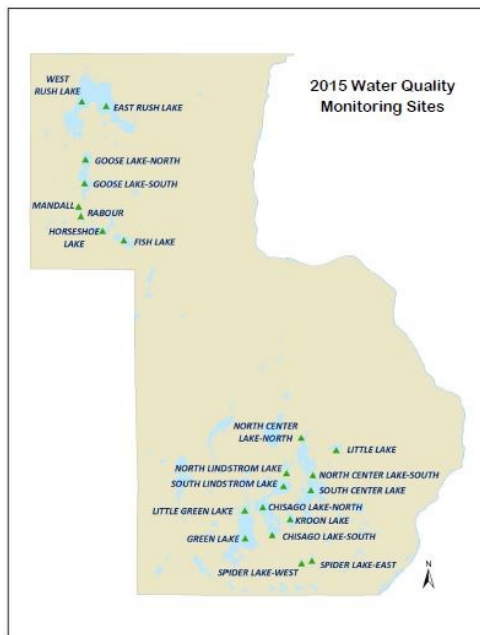 2015 Water Quality
Monitoring Sites
WEST
RUSH LAKE
EAST RUSH LAKE
GOOSE LAKE-NORTH
GOOSE LAKE-SOUTH
MANDALL
RABOUR
HORSESHOE
LAKE
FISH LAKE
NORTH CENTER
LAKE-NORTH
LITTLE LAKE
NORTH LINDSTROM LAKE
NORTH CENTER LAKE-SOUTH
SOUTH LINDSTROM LAKE
SOUTH CENTER LAKE
CHISAGO LAKE-NORTH
LITTLE GREEN LAKE
KROON LAKE
CHISAGO LAKE-SOUTH
GREEN LAKE
SPIDER LAKE-EAST
SPIDER LAKE-WEST
N